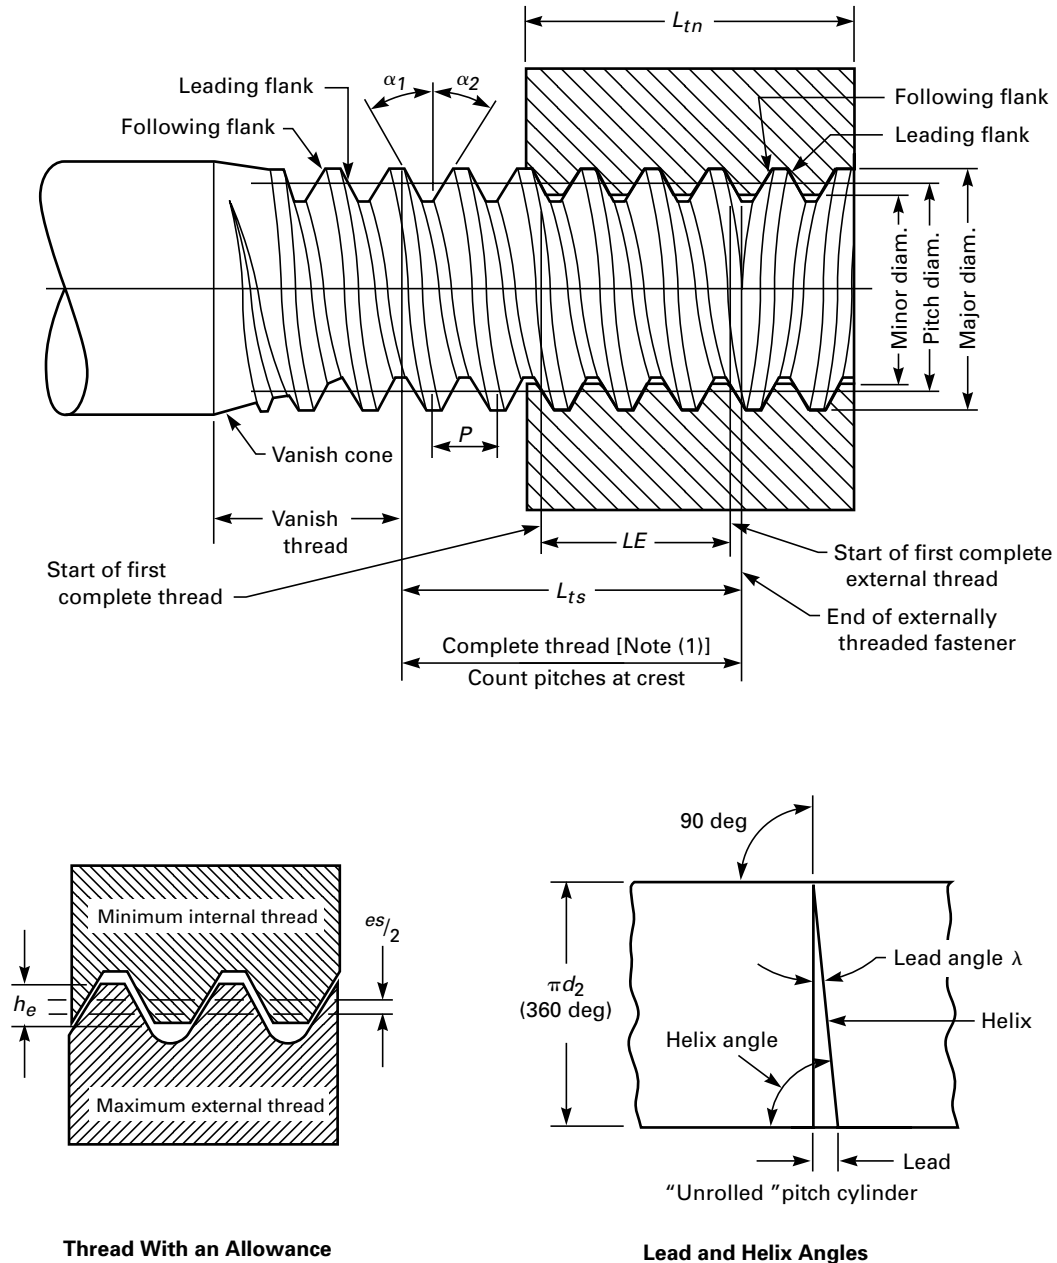 L_tn
α1
α2
Leading flank
Following flank
Following flank
Leading flank
Minor diam.
Pitch diam.
Major diam.
P
Vanish cone
Vanish
thread
LE
Start of first
complete thread
Start of first complete
external thread
L_ts
End of externally
threaded fastener
Complete thread [Note (1)]
Count pitches at crest
Minimum internal thread
es/2
h_e
Maximum external thread
Thread With an Allowance
90 deg
Lead angle λ
πd2
(360 deg)
Helix
Helix angle
Lead
“Unrolled ”pitch cylinder
Lead and Helix Angles